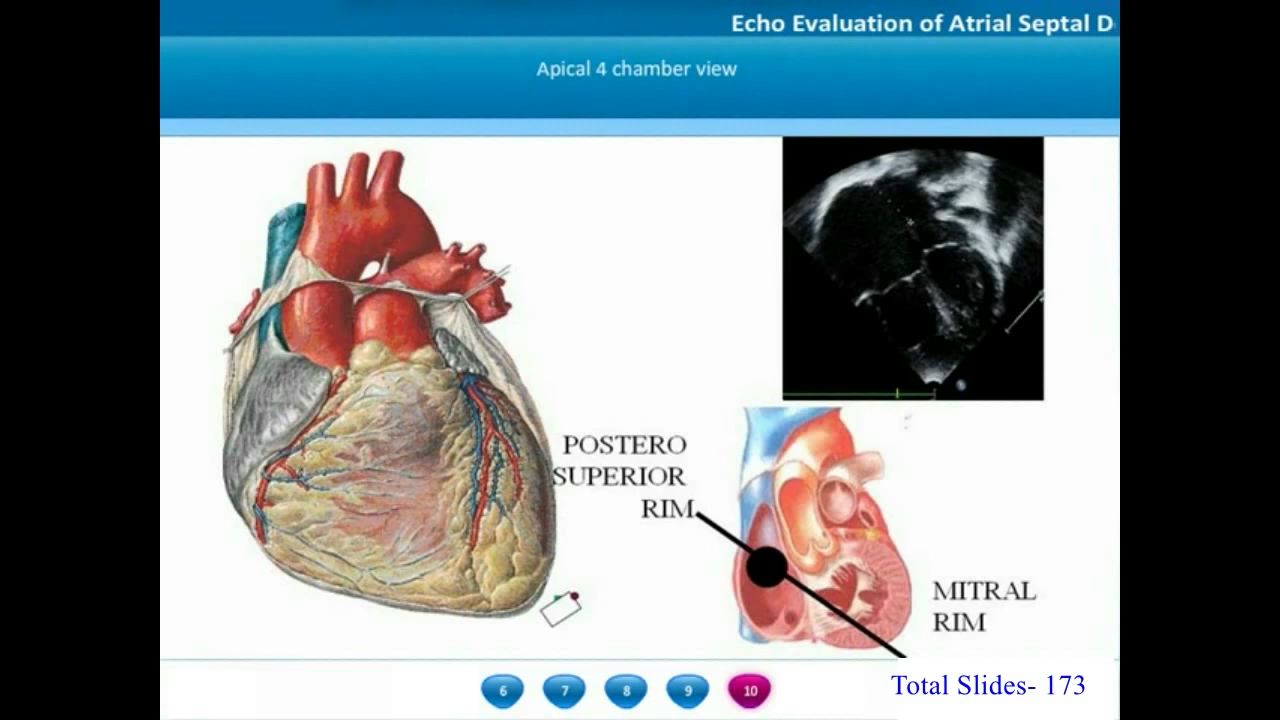 Echo Evaluation of Atrial Septal D
Apical 4 chamber view
POSTERO
SUPERIOR
RIM
MITRAL
RIM
6 7 8 9 10
Total Slides- 173